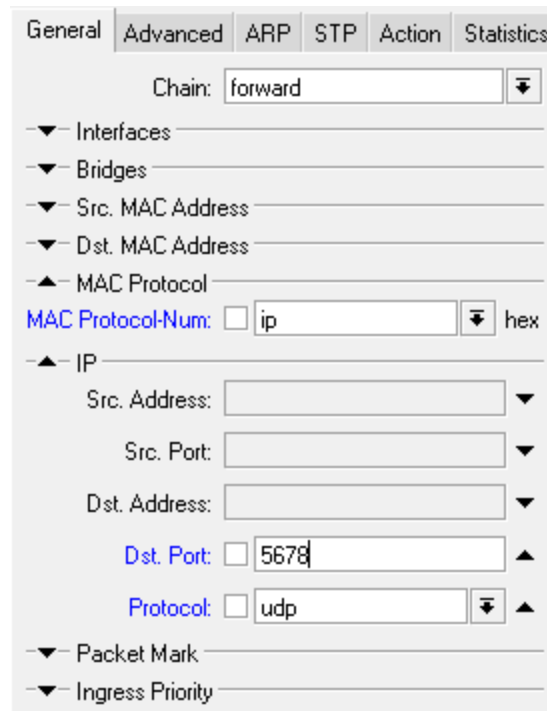 General Advanced ARP STP Action Statistics
Chain: forward
Interfaces
Bridges
Src. MAC Address
Dst. MAC Address
MAC Protocol
MAC Protocol-Num: ip hex
IP
Src. Address:
Src. Port:
Dst. Address:
Dst. Port: 5678
Protocol: udp
Packet Mark
Ingress Priority